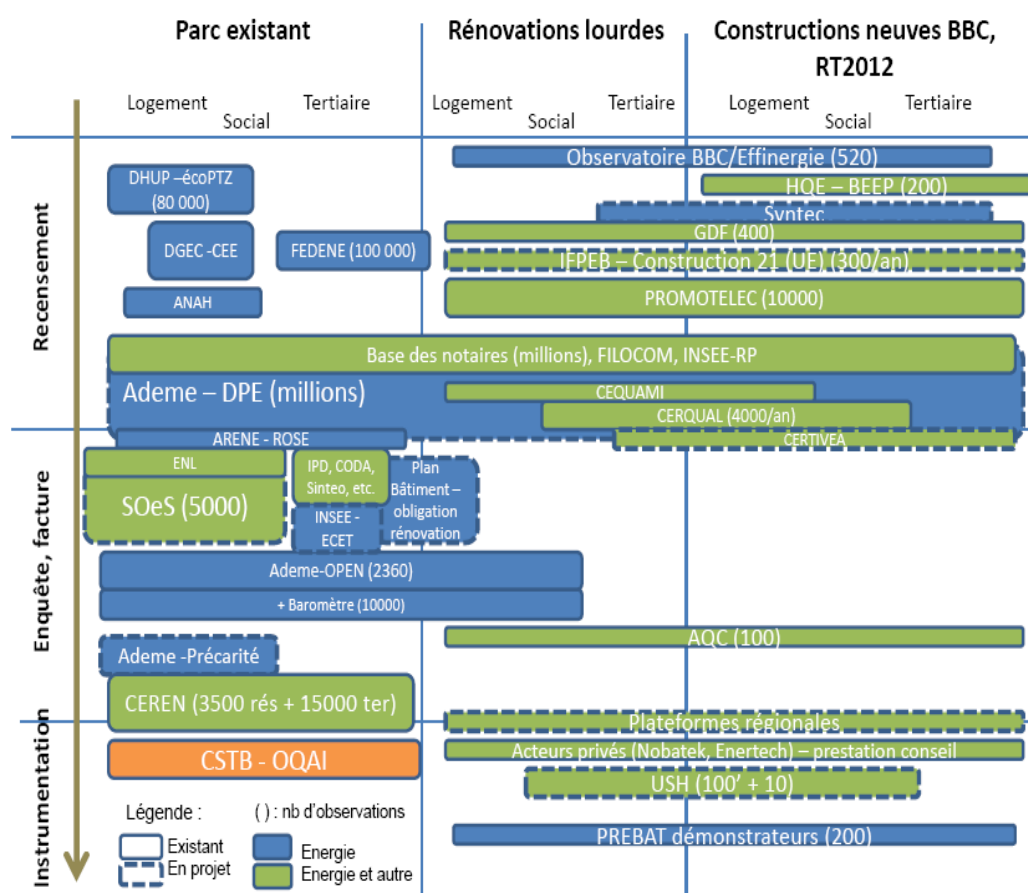 Parc existant
Rénovations lourdes
Constructions neuves BBC,
RT2012
Logement
Tertiaire
Social
Logement
Tertiaire
Social
Logement
Tertiaire
Social
Recensement
Observatoire BBC/Effinergie (520)
DHUP –écoPTZ
(80 000)
HQE – BEEP (200)
Syntec
DGEC -CEE
FEDENE (100 000)
GDF (400)
IFPEB – Construction 21 (UE) (300/an)
ANAH
PROMOTELEC (10000)
Base des notaires (millions), FILOCOM, INSEE-RP
Ademe – DPE (millions)
CEQUAMI
CERQUAL (4000/an)
Enquête, facture
ARENE - ROSE
CERTIVEA
ENL
SOeS (5000)
IPD, CODA,
Sinteo, etc.
INSEE -
ECET
Plan
Bâtiment –
obligation
rénovation
Ademe-OPEN (2360)
+ Baromètre (10000)
AQC (100)
Ademe -Précarité
CEREN (3500 rés + 15000 ter)
Instrumentation
Plateformes régionales
CSTB - OQAI
Acteurs privés (Nobatek, Enertech) – prestation conseil
USH (100' + 10)
PREBAT démonstrateurs (200)
Légende :
( ) : nb d'observations
Existant
En projet
Energie
Energie et autre